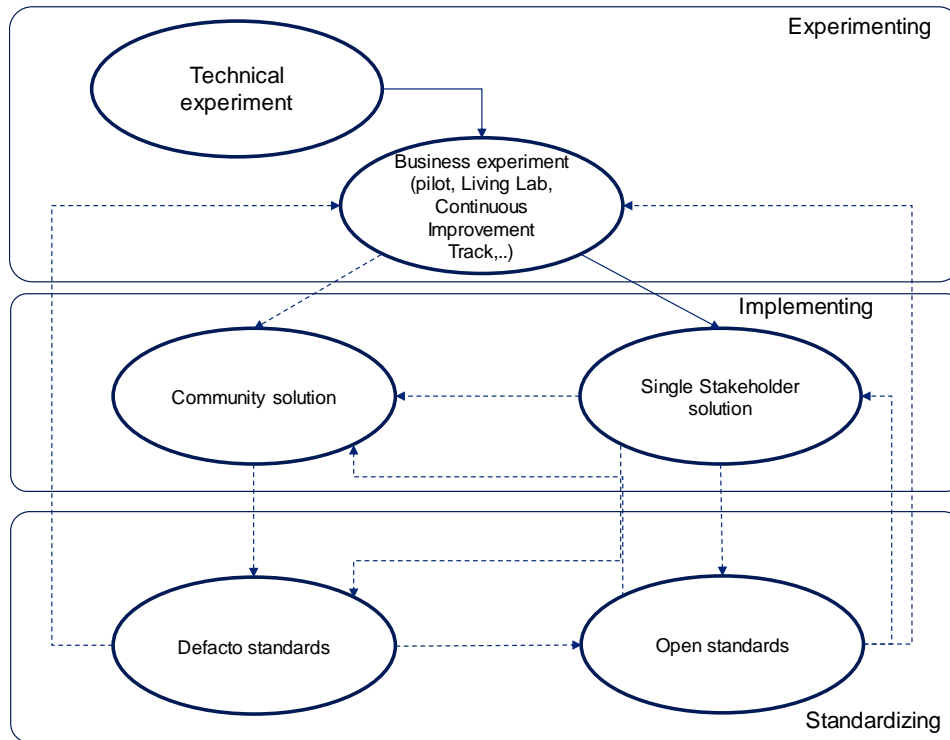 Experimenting
Technical
experiment
Business experiment
(pilot, Living Lab,
Continuous
Improvement
Track,..)
Implementing
Community solution
Single Stakeholder
solution
Defacto standards
Open standards
Standardizing